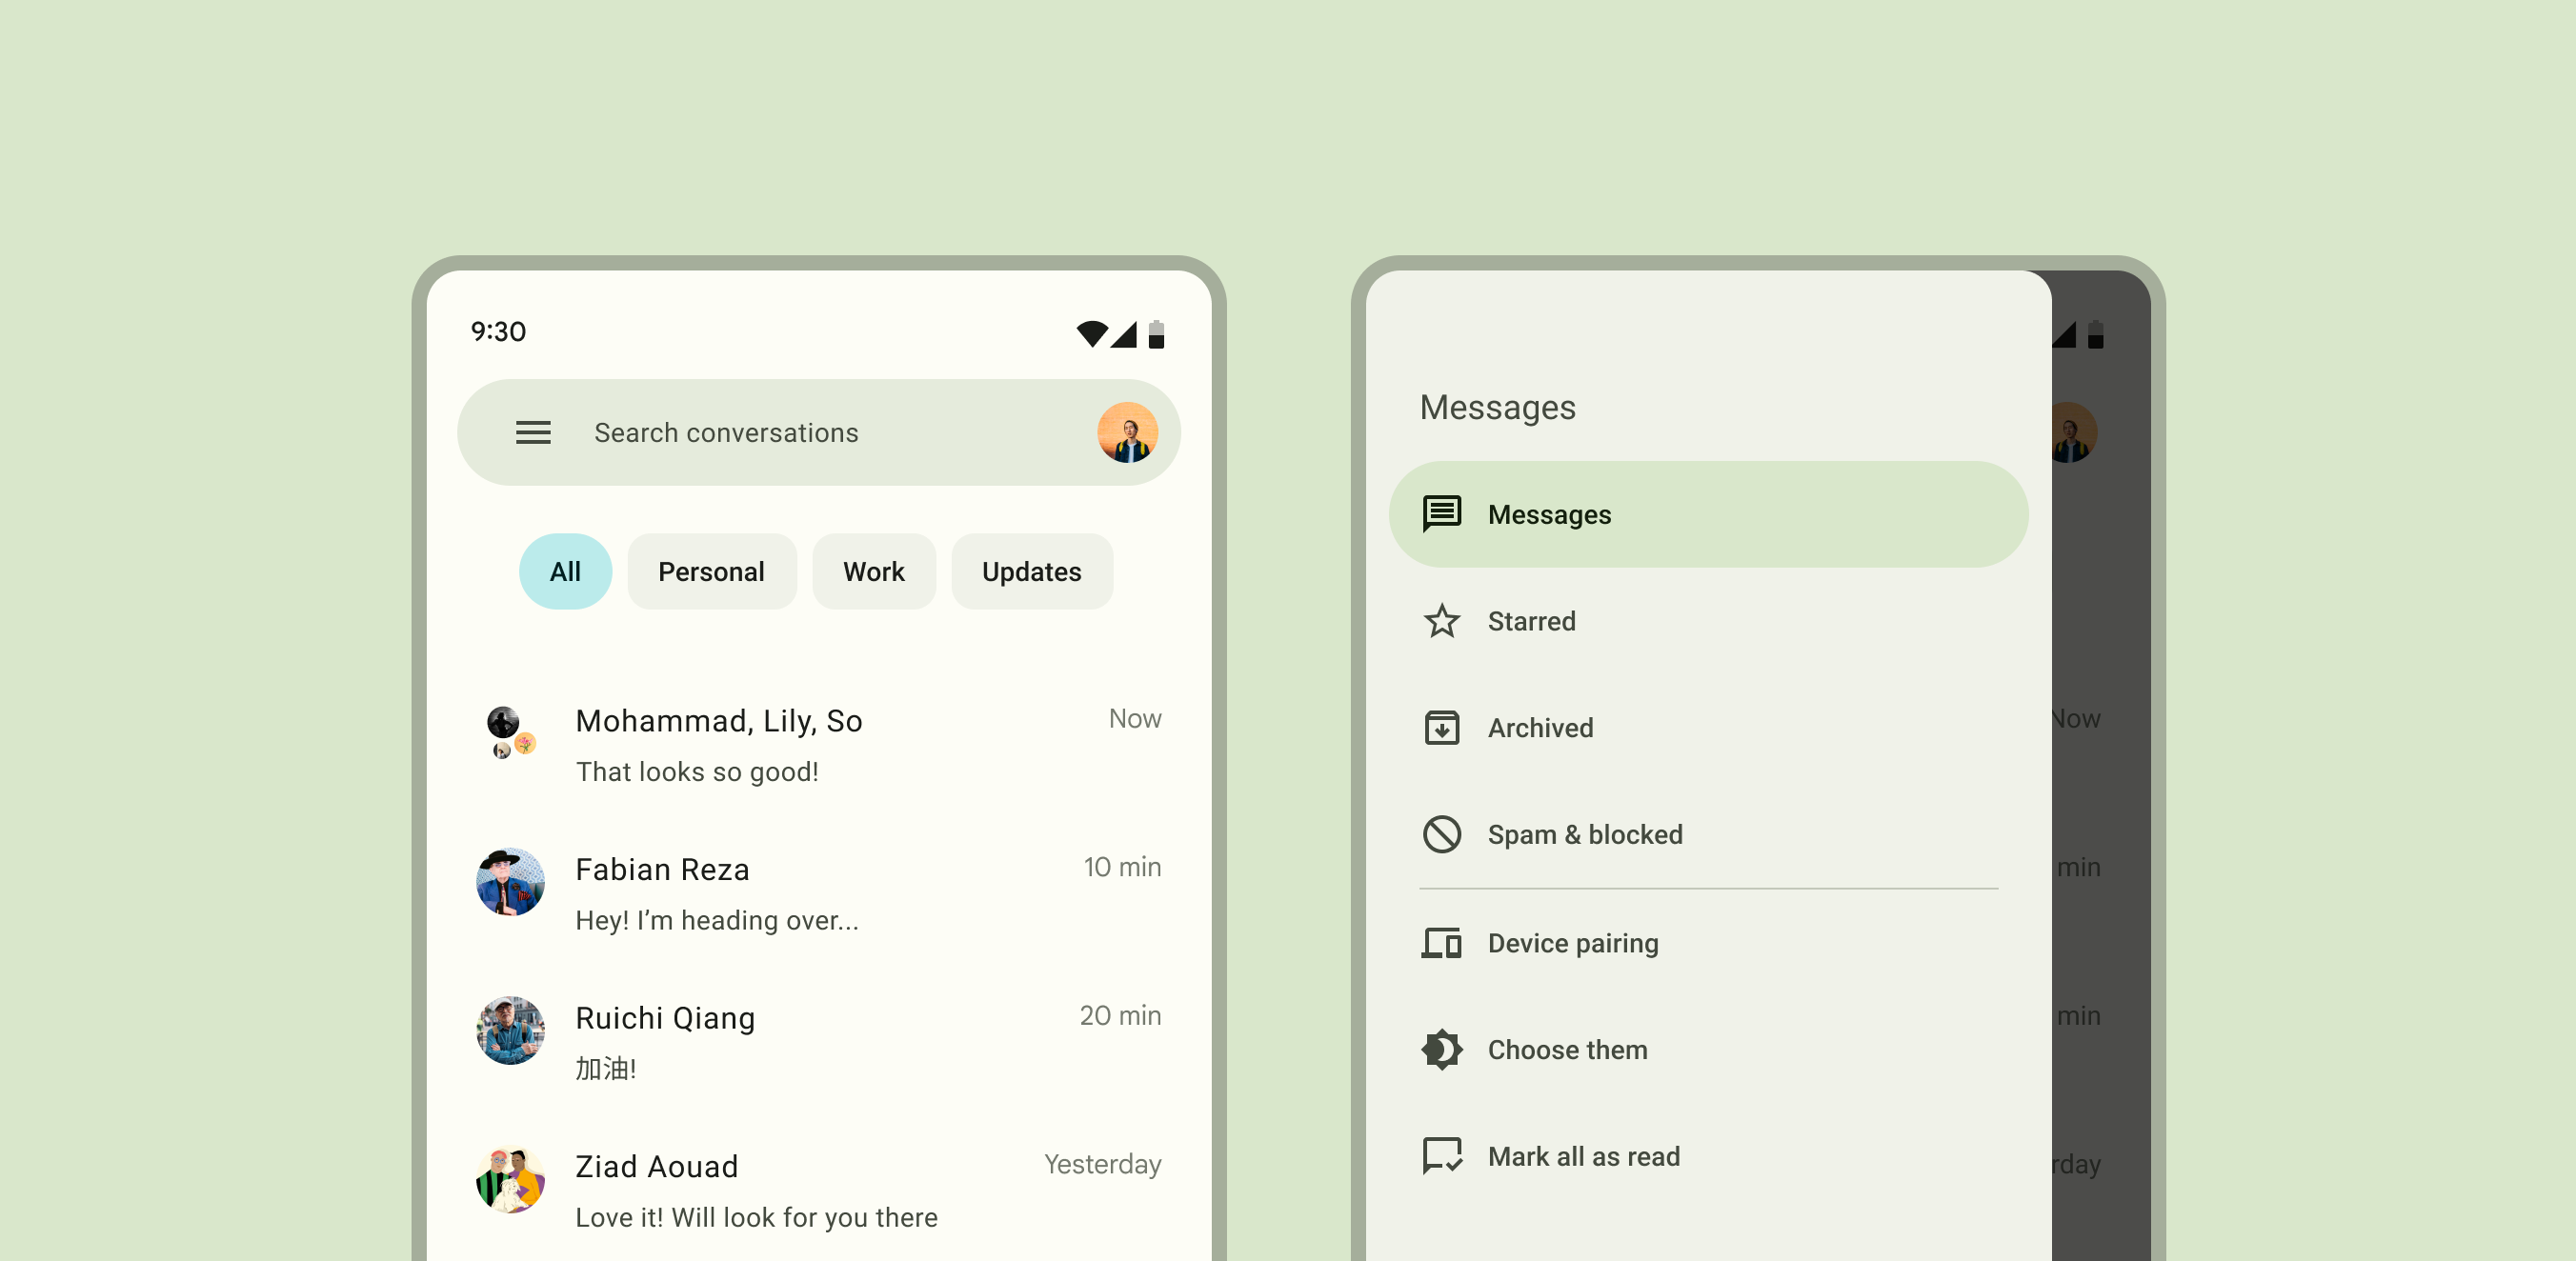 9:30
Search conversations
All
Personal
Work
Updates
Mohammad, Lily, So
Now
That looks so good!
Fabian Reza
10 min
Hey! I’m heading over...
Ruichi Qiang
20 min
加油!
Ziad Aouad
Yesterday
Love it! Will look for you there
Messages
Messages
Starred
Archived
Spam & blocked
Device pairing
Choose them
Mark all as read
Now
min
min
rday